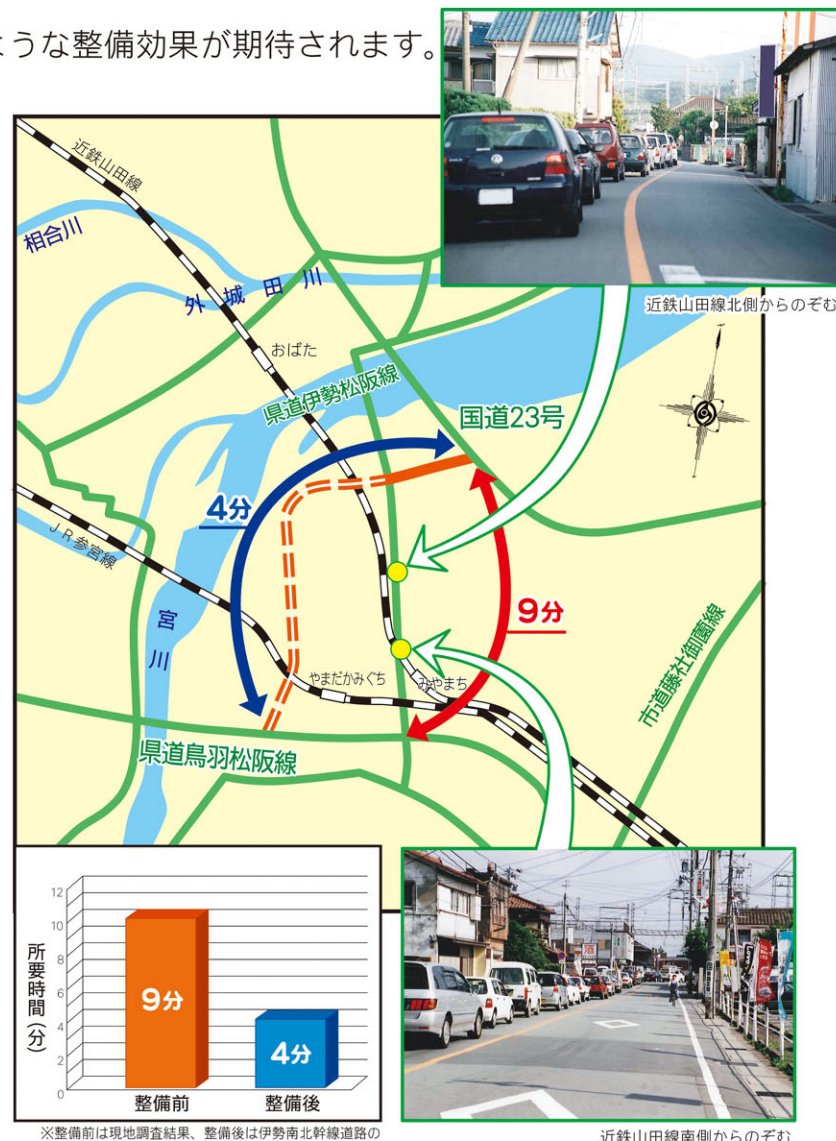 ような整備効果が期待されます。
近鉄山田線北側からのぞむ
近鉄山田線
相合川
外城田川
おばた
県道伊勢松阪線
国道23号
4分
JR参宮線
宮川
9分
やまだかみぐち
みやまち
市道藤社御薗線
県道鳥羽松阪線
所要時間(分)
12
10
8
6
4
2
0
9分
4分
整備前
整備後
※整備前は現地調査結果、整備後は伊勢南北幹線道路の
近鉄山田線南側からのぞむ